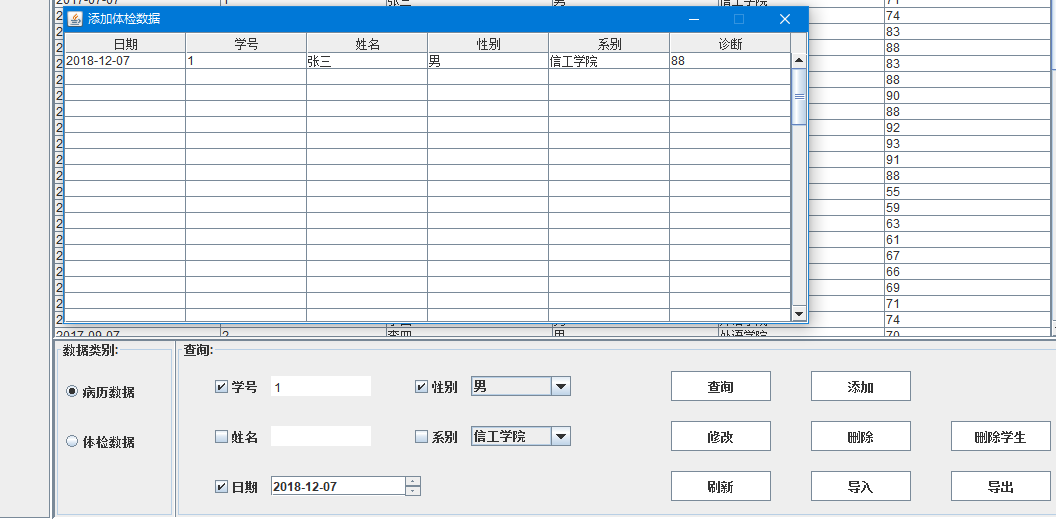 2017-07-07 1 张三 男 信工学院 71
添加体检数据
74
83
日期 学号 姓名 性别 系别 诊断
88
2018-12-07 1 张三 男 信工学院 88
83
88
90
88
92
93
91
88
55
59
63
61
67
66
69
71
74
2017-09-07 2 李四 男 外语学院 70
数据类别:
病历数据
体检数据
查询:
学号 1 性别 男 查询 添加
姓名 系别 信工学院 修改 删除 删除学生
日期 2018-12-07 刷新 导入 导出